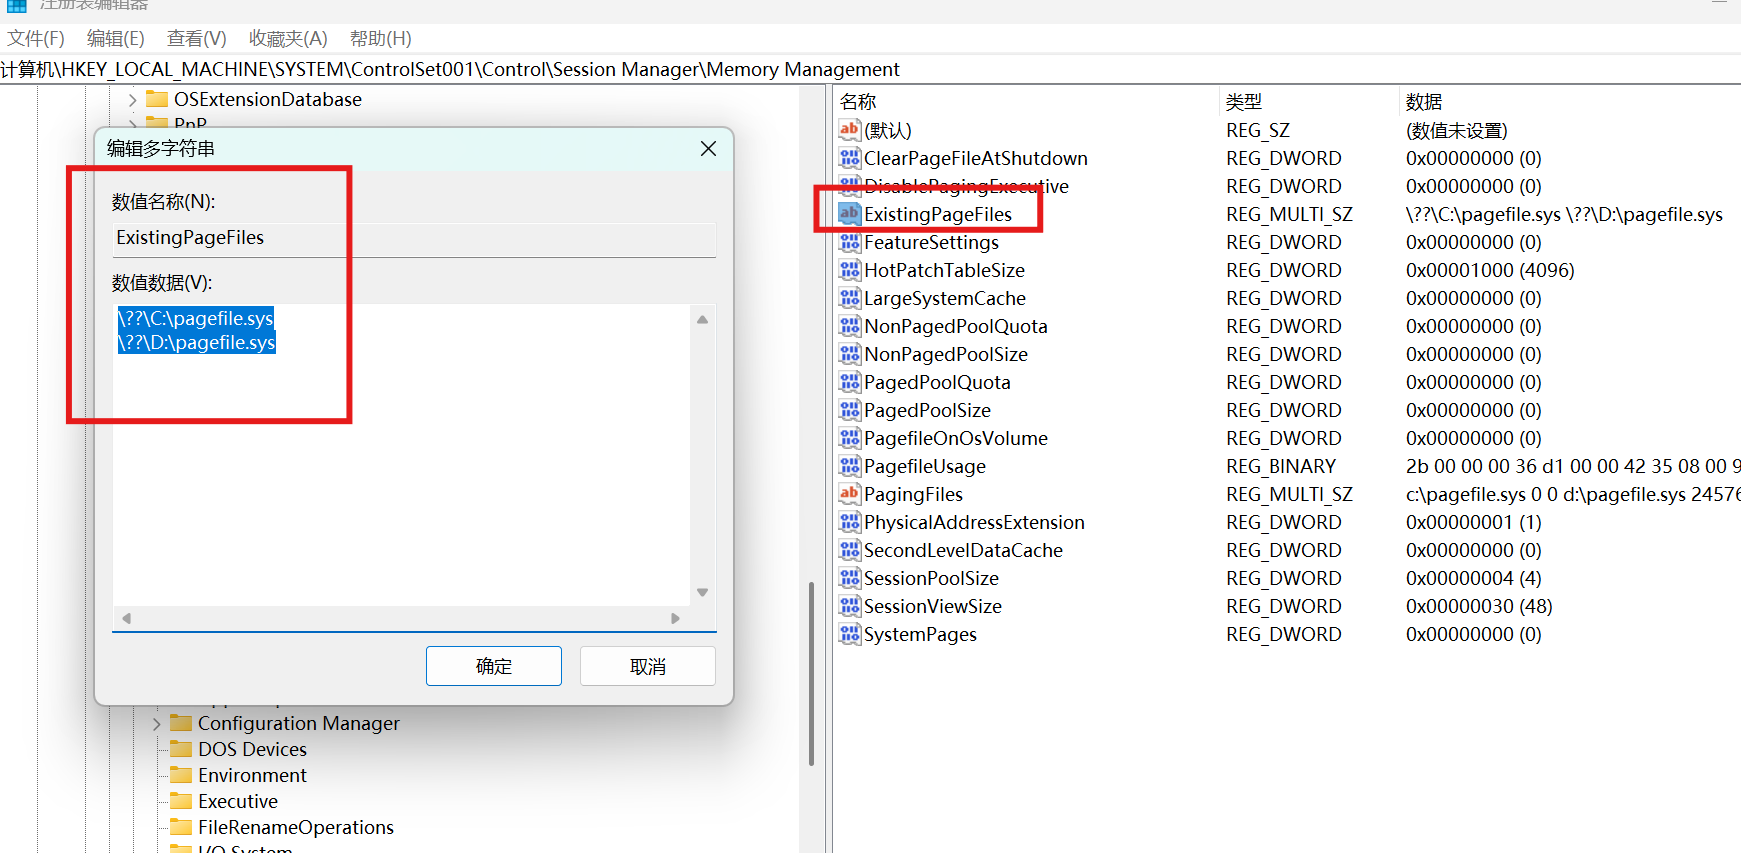 注册表编辑器
文件(F) 编辑(E) 查看(V) 收藏夹(A) 帮助(H)
计算机\HKEY_LOCAL_MACHINE\SYSTEM\ControlSet001\Control\Session Manager\Memory Management
OSExtensionDatabase
PnP
编辑多字符串
数值名称(N):
ExistingPageFiles
数值数据(V):
\??\C:\pagefile.sys
\??\D:\pagefile.sys
确定 取消
Configuration Manager
DOS Devices
Environment
Executive
FileRenameOperations
I/O System
名称 类型 数据
(默认) REG_SZ (数值未设置)
ClearPageFileAtShutdown REG_DWORD 0x00000000 (0)
DisablePagingExecutive REG_DWORD 0x00000000 (0)
ExistingPageFiles REG_MULTI_SZ \??\C:\pagefile.sys \??\D:\pagefile.sys
FeatureSettings REG_DWORD 0x00000000 (0)
HotPatchTableSize REG_DWORD 0x00001000 (4096)
LargeSystemCache REG_DWORD 0x00000000 (0)
NonPagedPoolQuota REG_DWORD 0x00000000 (0)
NonPagedPoolSize REG_DWORD 0x00000000 (0)
PagedPoolQuota REG_DWORD 0x00000000 (0)
PagedPoolSize REG_DWORD 0x00000000 (0)
PagefileOnOsVolume REG_DWORD 0x00000000 (0)
PagefileUsage REG_BINARY 2b 00 00 00 36 d1 00 00 42 35 08 00 9
PagingFiles REG_MULTI_SZ c:\pagefile.sys 0 0 d:\pagefile.sys 24576
PhysicalAddressExtension REG_DWORD 0x00000001 (1)
SecondLevelDataCache REG_DWORD 0x00000000 (0)
SessionPoolSize REG_DWORD 0x00000004 (4)
SessionViewSize REG_DWORD 0x00000030 (48)
SystemPages REG_DWORD 0x00000000 (0)